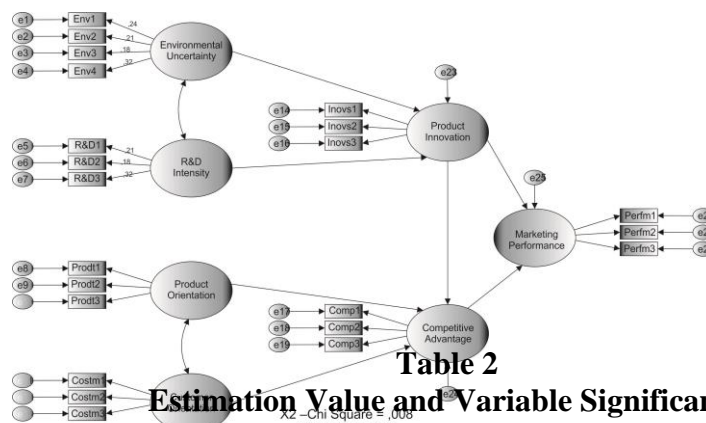 e1 Env1 ,24
e2 Env2 ,21
e3 Env3 ,18
e4 Env4 ,32
Environmental
Uncertainty
e5 R&D1 ,21
e6 R&D2 ,18
e7 R&D3 ,32
R&D
Intensity
e23
e14 Inovs1
e15 Inovs2
e16 Inovs3
Product
Innovation
e25
Marketing
Performance
Perfm1
Perfm2
Perfm3
e8 Prodt1
e9 Prodt2
Prodt3
Product
Orientation
e17 Comp1
e18 Comp2
e19 Comp3
Competitive
Advantage
Costm1
Costm2
Costm3
Table 2
Estimation Value and Variable Significan
X2 –Chi Square = ,008